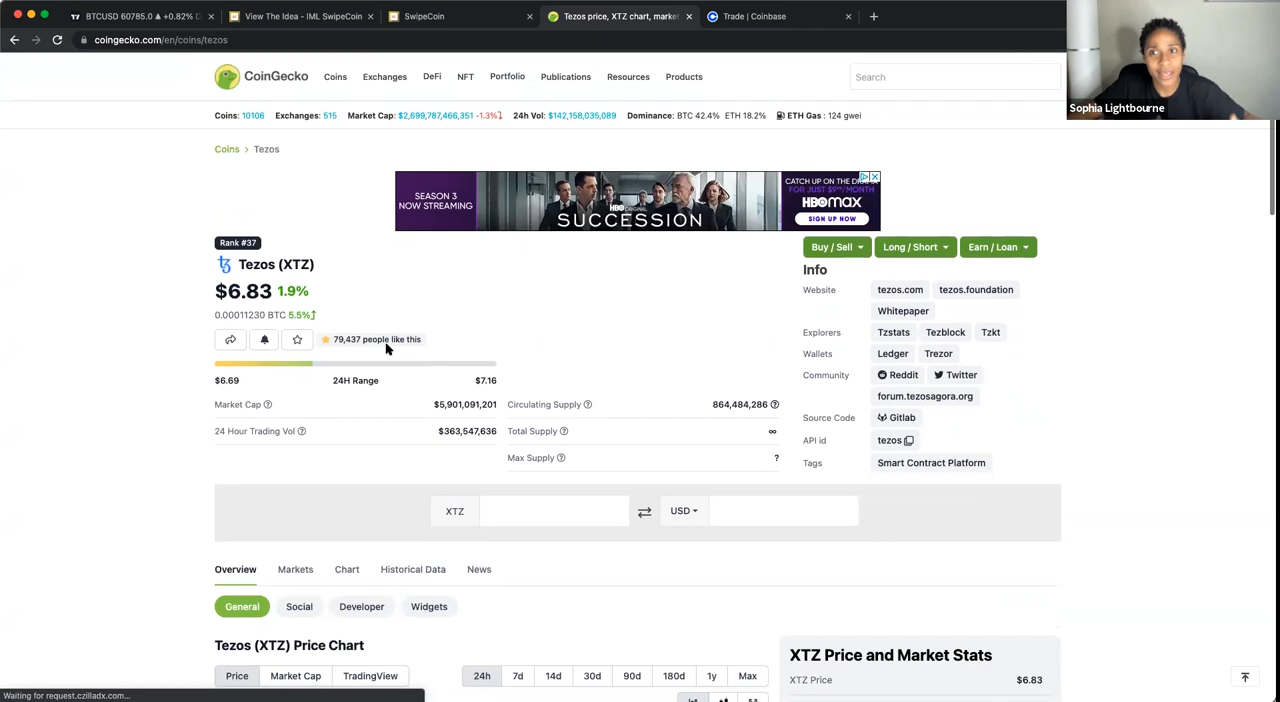 BTCUSD 60785.0 ▲ +0.82% D
View The Idea - IML SwipeCoin
SwipeCoin
Tezos price, XTZ chart, market
Trade | Coinbase
coingecko.com/en/coins/tezos
Sophia Lightbourne
CoinGecko
Coins
Exchanges
DeFi
NFT
Portfolio
Publications
Resources
Products
Search
Coins: 10106 Exchanges: 515 Market Cap: $2,699,787,466,351 -1.3% 24h Vol: $142,158,035,089 Dominance: BTC 42.4% ETH 18.2% ETH Gas : 124 gwei
Coins > Tezos
SEASON 3
NOW STREAMING
HBO ORIGINAL
SUCCESSION
CATCH UP ON THE DRAMA
FOR JUST $9.99/MONTH
HBOMAX
SIGN UP NOW
Rank #37
Tezos (XTZ)
$6.83 1.9%
0.00011230 BTC 5.5%
79,437 people like this
$6.69 24H Range $7.16
Market Cap $5,901,091,201
24 Hour Trading Vol $363,547,636
Circulating Supply 864,484,286
Total Supply ∞
Max Supply ?
Buy / Sell
Long / Short
Earn / Loan
Info
Website tezos.com tezos.foundation
Whitepaper
Explorers Tzstats Tezblock Tzkt
Wallets Ledger Trezor
Community Reddit Twitter
forum.tezosagora.org
Source Code Gitlab
API id tezos
Tags Smart Contract Platform
XTZ
USD
Overview
Markets
Chart
Historical Data
News
General
Social
Developer
Widgets
Tezos (XTZ) Price Chart
Price
Market Cap
TradingView
24h
7d
14d
30d
90d
180d
1y
Max
XTZ Price and Market Stats
XTZ Price $6.83
Waiting for request.czilladx.com...